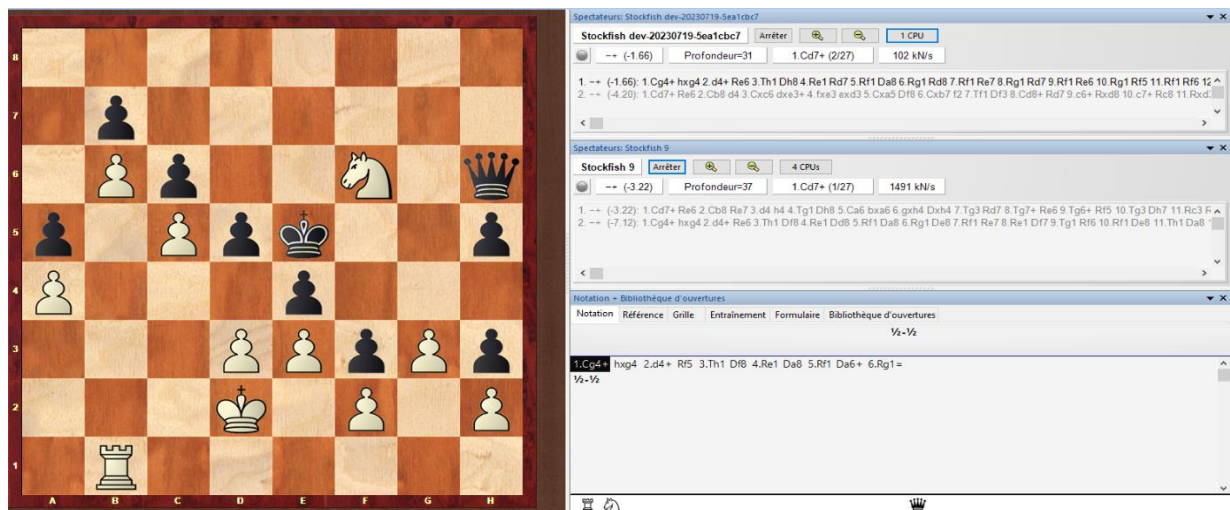 8
7
6
5
4
3
2
1
A B C D E F G H
Spectateurs: Stockfish dev-20230719-5ea1cbc7
Stockfish dev-20230719-5ea1cbc7 Arrêter 1 CPU
−+ (-1.66) Profondeur=31 1.Cd7+ (2/27) 102 kN/s
1. −+ (-1.66): 1.Cg4+ hxg4 2.d4+ Re6 3.Th1 Dh8 4.Re1 Rd7 5.Rf1 Da8 6.Rg1 Rd8 7.Rf1 Re7 8.Rg1 Rd7 9.Rf1 Re6 10.Rg1 Rf5 11.Rf1 Rf6 12
2. −+ (-4.20): 1.Cd7+ Re6 2.Cb8 d4 3.Cxc6 dxe3+ 4.fxe3 exd3 5.Cxa5 Df8 6.Cxb7 f2 7.Tf1 Df3 8.Cd8+ Rd7 9.c6+ Rxd8 10.c7+ Rc8 11.Rxd
Spectateurs: Stockfish 9
Stockfish 9 Arrêter 4 CPUs
−+ (-3.22) Profondeur=37 1.Cd7+ (1/27) 1491 kN/s
1. −+ (-3.22): 1.Cd7+ Re6 2.Cb8 Re7 3.d4 h4 4.Tg1 Dh8 5.Ca6 bxa6 6.gxh4 Dxh4 7.Tg3 Rd7 8.Tg7+ Re6 9.Tg6+ Rf5 10.Tg3 Dh7 11.Rc3
2. −+ (-7.12): 1.Cg4+ hxg4 2.d4+ Re6 3.Th1 Df8 4.Re1 Dd8 5.Rf1 Da8 6.Rg1 De8 7.Rf1 Re7 8.Re1 Df7 9.Tg1 Rf6 10.Rf1 De8 11.Th1 Da8
Notation + Bibliothèque d'ouvertures
Notation Référence Grille Entraînement Formulaire Bibliothèque d'ouvertures
½-½
1.Cg4+ hxg4 2.d4+ Rf5 3.Th1 Df8 4.Re1 Da8 5.Rf1 Da6+ 6.Rg1=
½-½